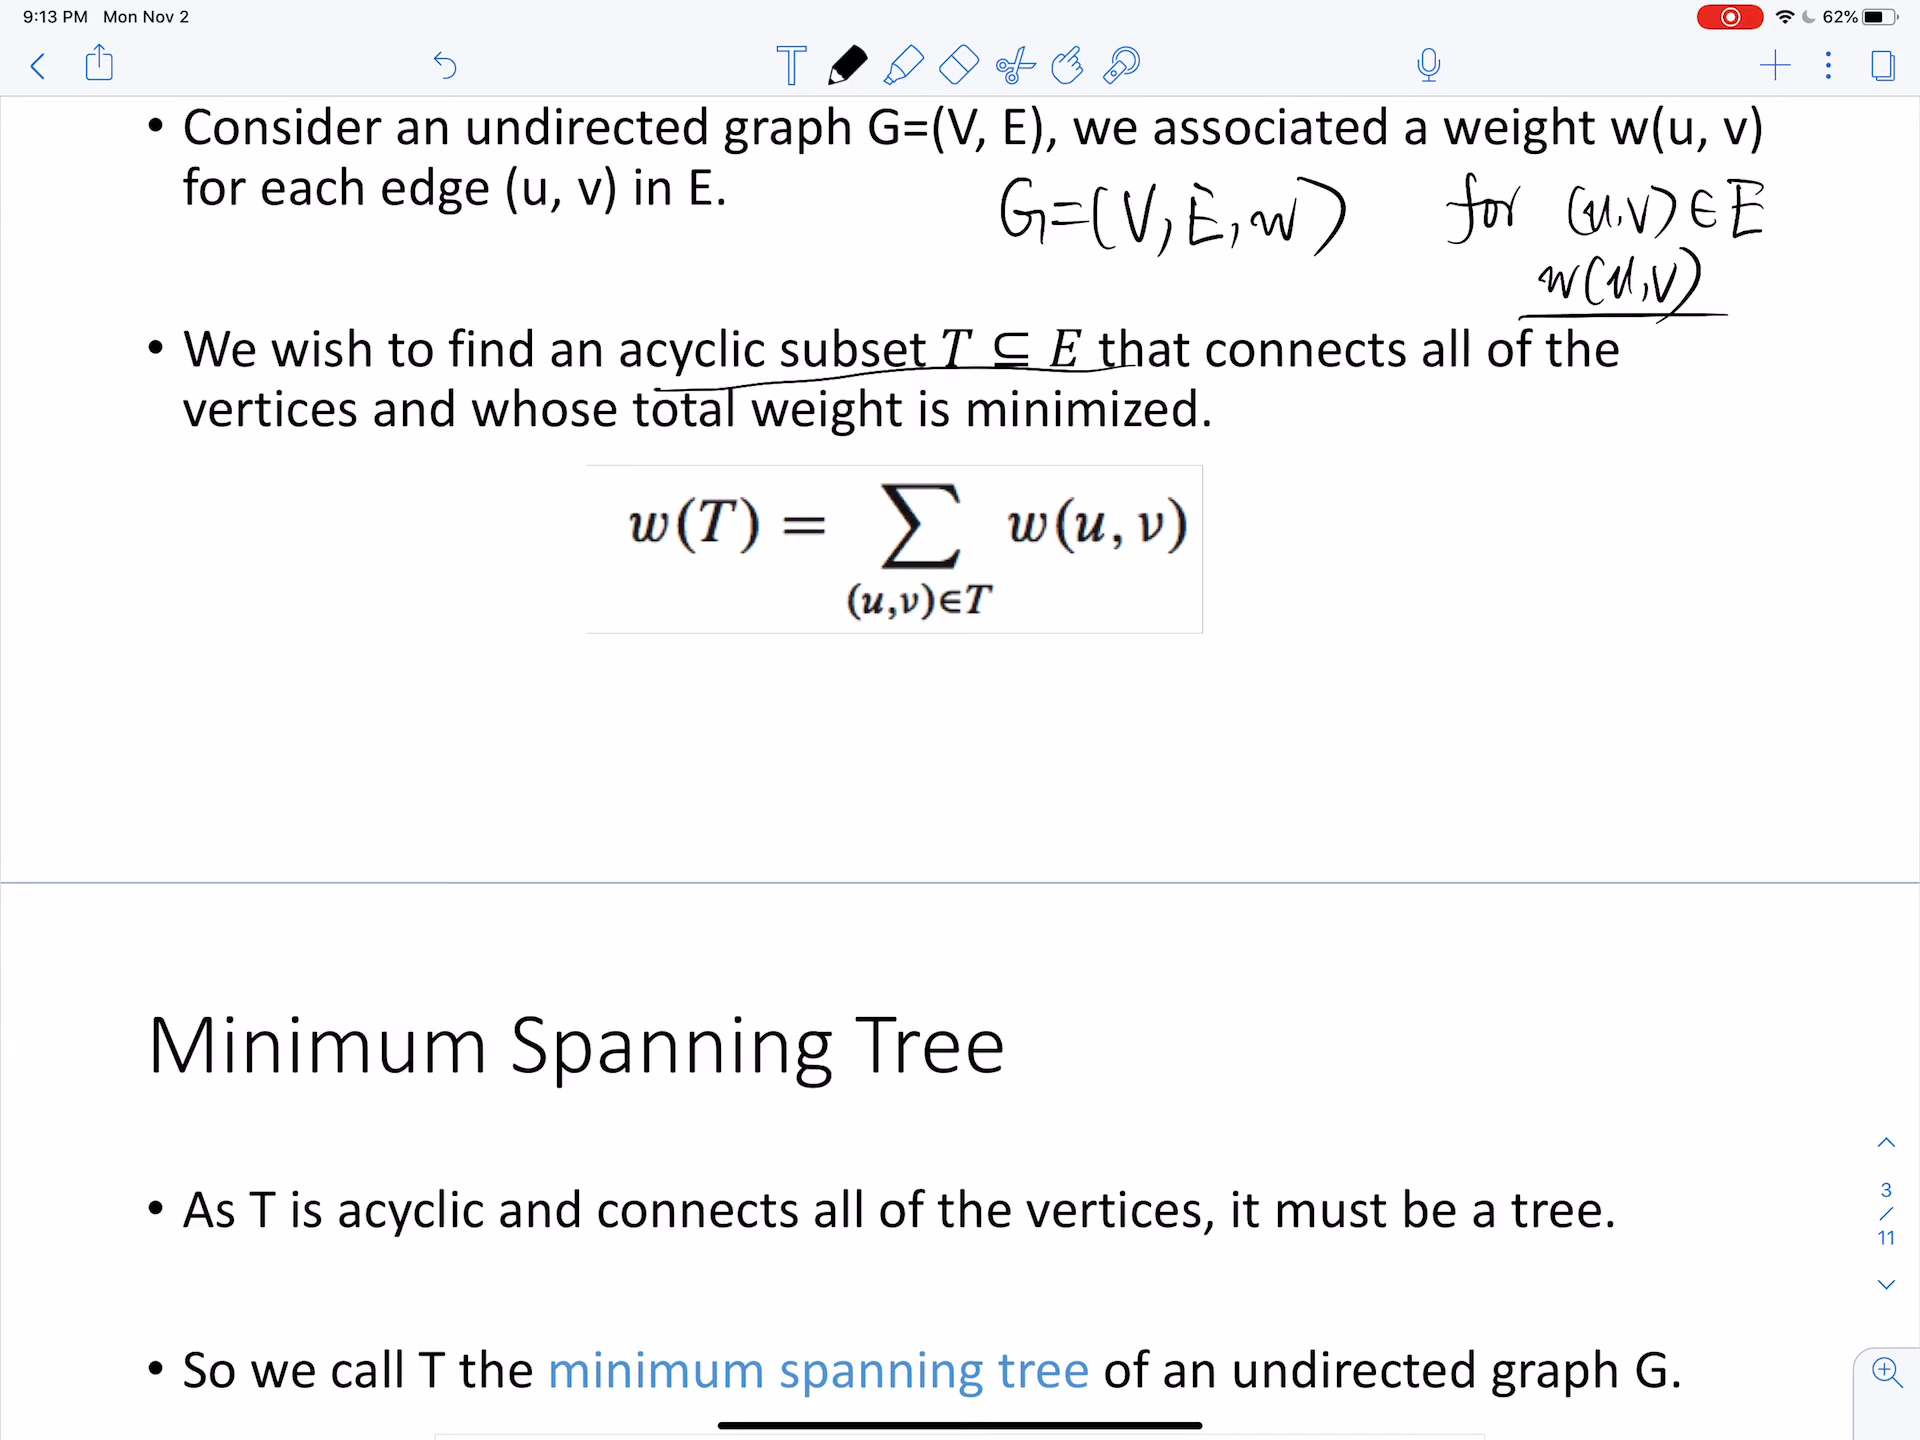 9:13 PM Mon Nov 2
62%
T
• Consider an undirected graph G=(V, E), we associated a weight w(u, v)
for each edge (u, v) in E.
G=(V, E, w) for (u,v)∈E
w(u,v)
• We wish to find an acyclic subset T ⊆ E that connects all of the
vertices and whose total weight is minimized.
w(T) = ∑ w(u, v)
(u,v)∈T
Minimum Spanning Tree
• As T is acyclic and connects all of the vertices, it must be a tree.
3
/
11
• So we call T the minimum spanning tree of an undirected graph G.